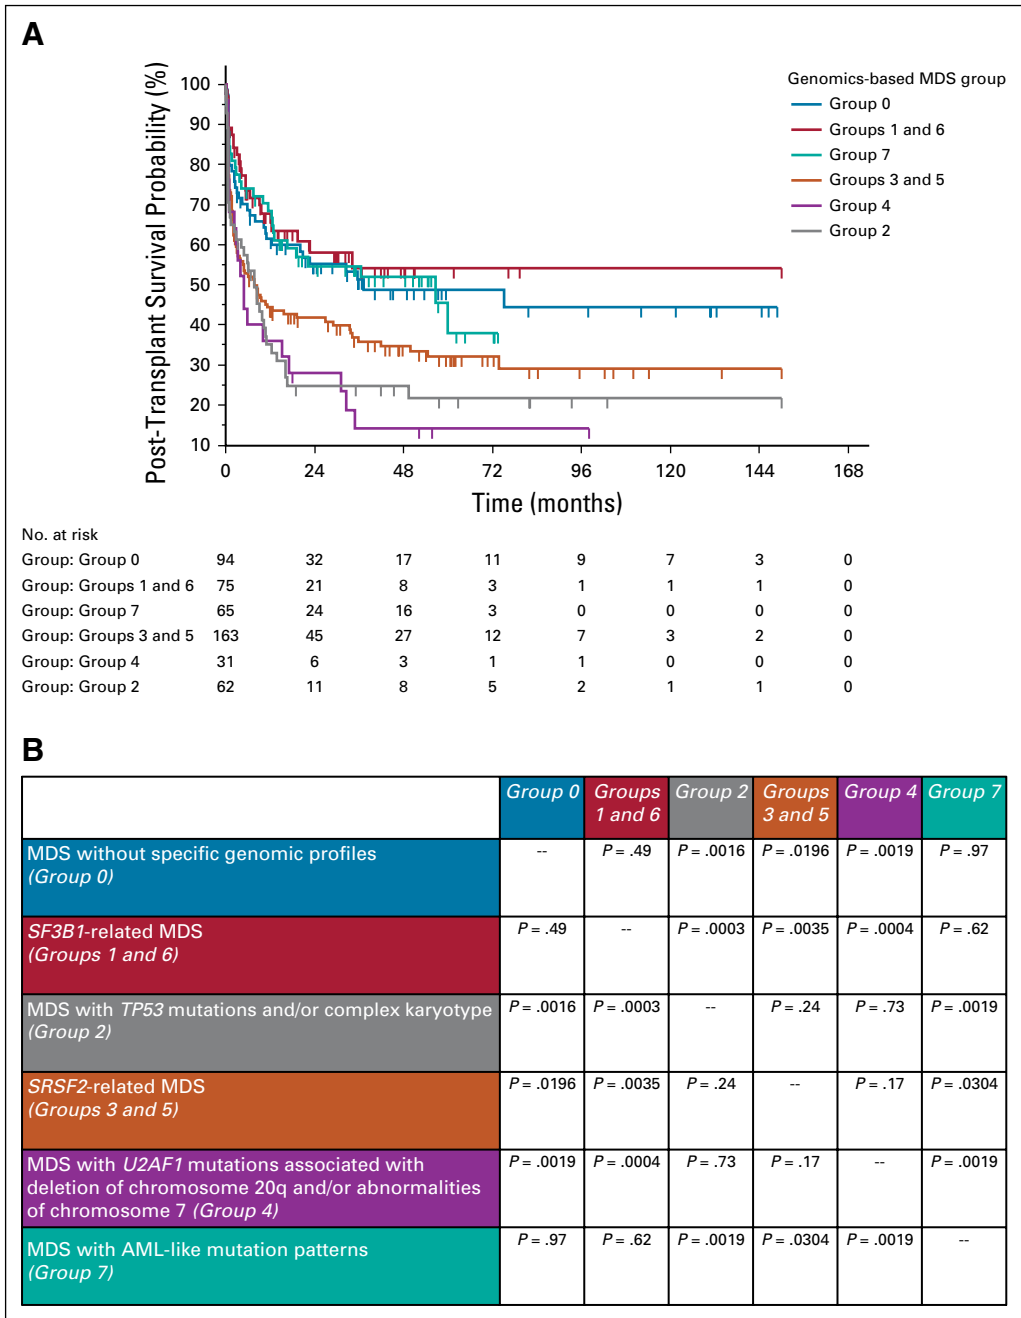 A
Post-Transplant Survival Probability (%)
100
90
80
70
60
50
40
30
20
10
0 24 48 72 96 120 144 168
Time (months)
Genomics-based MDS group
Group 0
Groups 1 and 6
Group 7
Groups 3 and 5
Group 4
Group 2
No. at risk
Group: Group 0 94 32 17 11 9 7 3 0
Group: Groups 1 and 6 75 21 8 3 1 1 1 0
Group: Group 7 65 24 16 3 0 0 0 0
Group: Groups 3 and 5 163 45 27 12 7 3 2 0
Group: Group 4 31 6 3 1 1 0 0 0
Group: Group 2 62 11 8 5 2 1 1 0
B
Group 0 Groups 1 and 6 Group 2 Groups 3 and 5 Group 4 Group 7
MDS without specific genomic profiles
(Group 0)
-- P = .49 P = .0016 P = .0196 P = .0019 P = .97
SF3B1-related MDS
(Groups 1 and 6)
P = .49 -- P = .0003 P = .0035 P = .0004 P = .62
MDS with TP53 mutations and/or complex karyotype
(Group 2)
P = .0016 P = .0003 -- P = .24 P = .73 P = .0019
SRSF2-related MDS
(Groups 3 and 5)
P = .0196 P = .0035 P = .24 -- P = .17 P = .0304
MDS with U2AF1 mutations associated with
deletion of chromosome 20q and/or abnormalities
of chromosome 7 (Group 4)
P = .0019 P = .0004 P = .73 P = .17 -- P = .0019
MDS with AML-like mutation patterns
(Group 7)
P = .97 P = .62 P = .0019 P = .0304 P = .0019 --